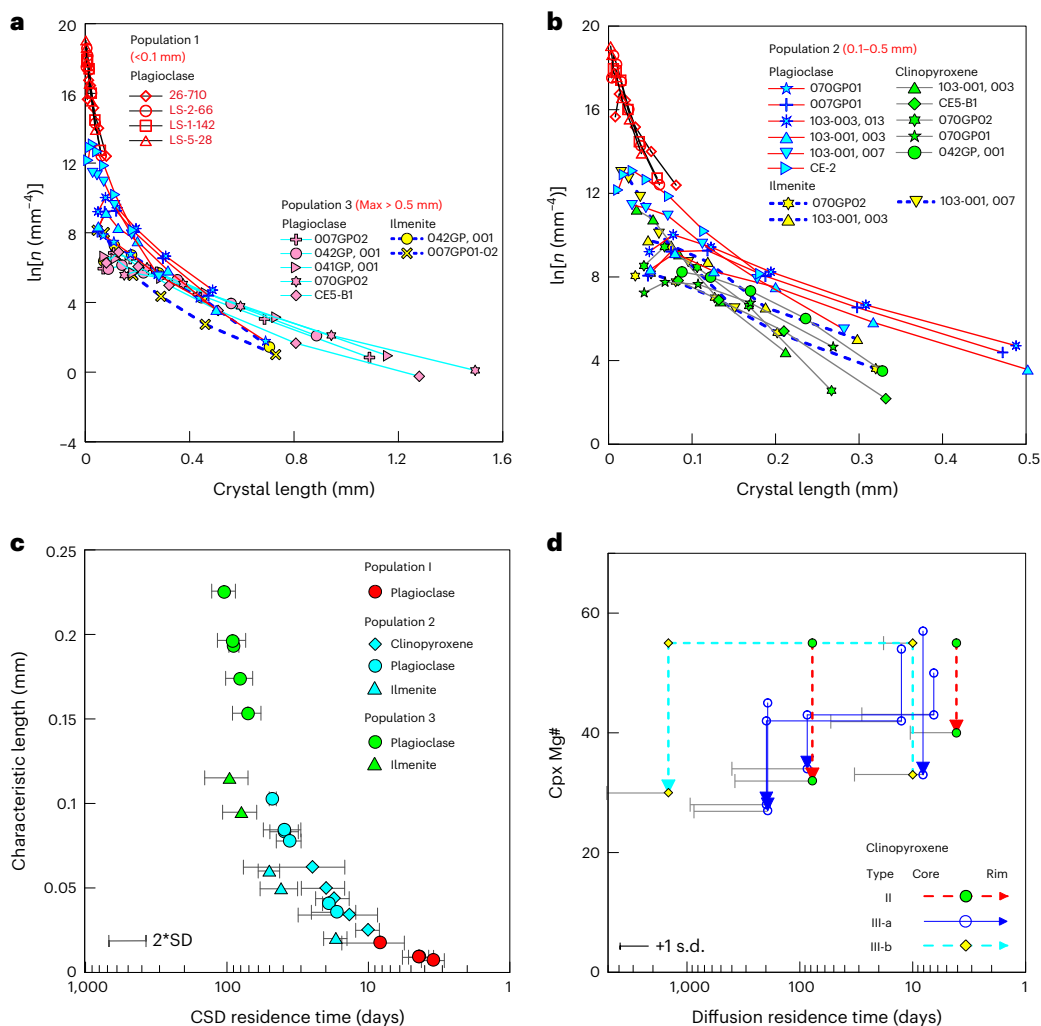 a
20
16
12
8
4
0
−4
ln[n (mm⁻⁴)]
0
0.4
0.8
1.2
1.6
Crystal length (mm)
Population 1
(<0.1 mm)
Plagioclase
26-710
LS-2-66
LS-1-142
LS-5-28
Population 3 (Max > 0.5 mm)
Plagioclase Ilmenite
007GP02 042GP, 001
042GP, 001 007GP01-02
041GP, 001
070GP02
CE5-B1
b
20
16
12
8
4
0
ln[n (mm⁻⁴)]
0
0.1
0.2
0.3
0.4
0.5
Crystal length (mm)
Population 2 (0.1–0.5 mm)
Plagioclase Clinopyroxene
070GP01 103-001, 003
007GP01 CE5-B1
103-003, 013 070GP02
103-001, 003 070GP01
103-001, 007 042GP, 001
CE-2
Ilmenite
070GP02 103-001, 007
103-001, 003
c
0.25
0.20
0.15
0.10
0.05
0
Characteristic length (mm)
1,000
100
10
1
CSD residence time (days)
Population I
Plagioclase
Population 2
Clinopyroxene
Plagioclase
Ilmenite
Population 3
Plagioclase
Ilmenite
2*SD
d
60
40
20
0
Cpx Mg#
1,000
100
10
1
Diffusion residence time (days)
Clinopyroxene
Type Core Rim
II
III-a
III-b
+1 s.d.